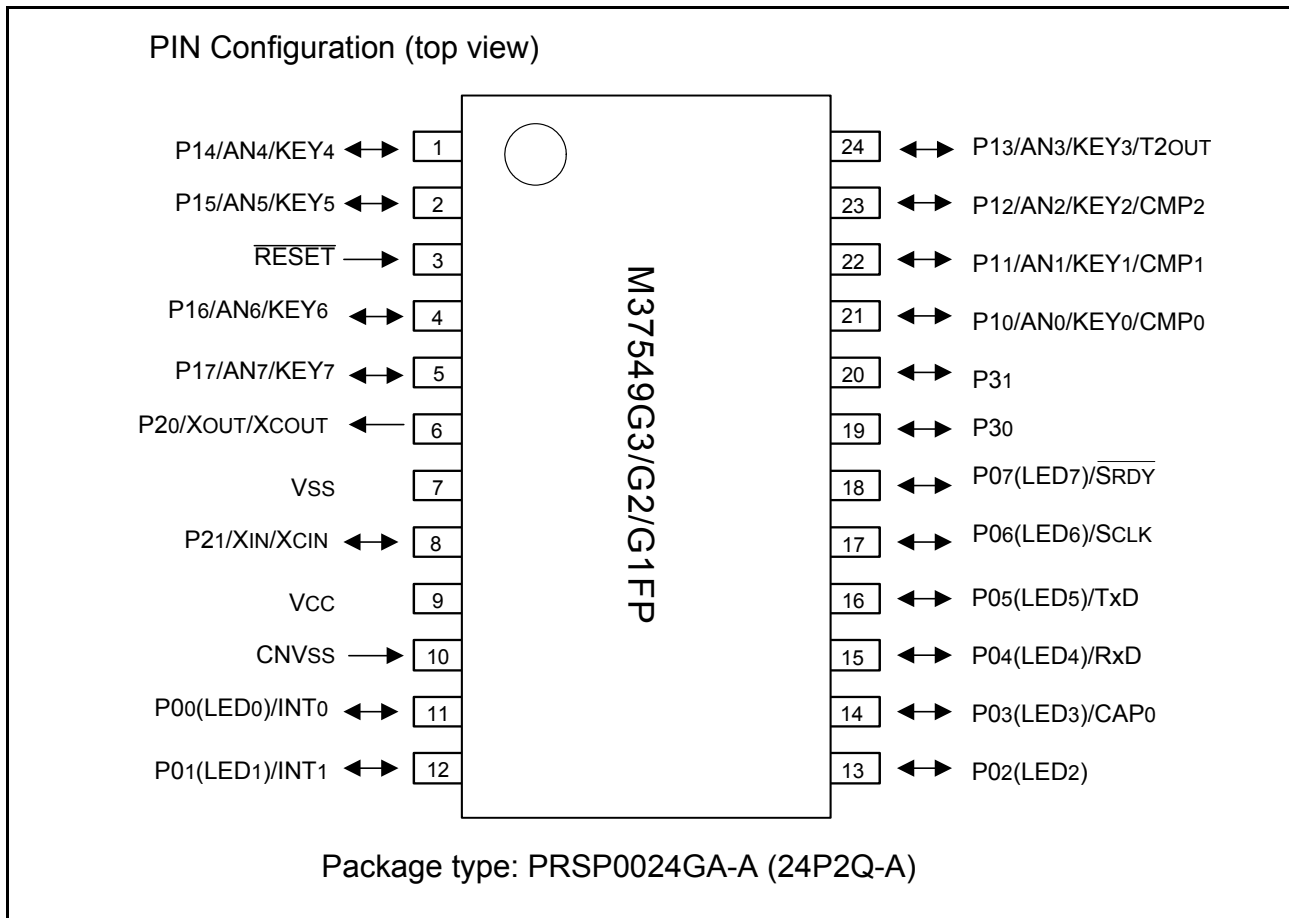 PIN Configuration (top view)
P14/AN4/KEY4
1
P15/AN5/KEY5
2
RESET
3
P16/AN6/KEY6
4
P17/AN7/KEY7
5
P20/XOUT/XCOUT
6
VSS
7
P21/XIN/XCIN
8
VCC
9
CNVSS
10
P00(LED0)/INT0
11
P01(LED1)/INT1
12
M37549G3/G2/G1FP
24
P13/AN3/KEY3/T2OUT
23
P12/AN2/KEY2/CMP2
22
P11/AN1/KEY1/CMP1
21
P10/AN0/KEY0/CMP0
20
P31
19
P30
18
P07(LED7)/SRDY
17
P06(LED6)/SCLK
16
P05(LED5)/TxD
15
P04(LED4)/RxD
14
P03(LED3)/CAP0
13
P02(LED2)
Package type: PRSP0024GA-A (24P2Q-A)